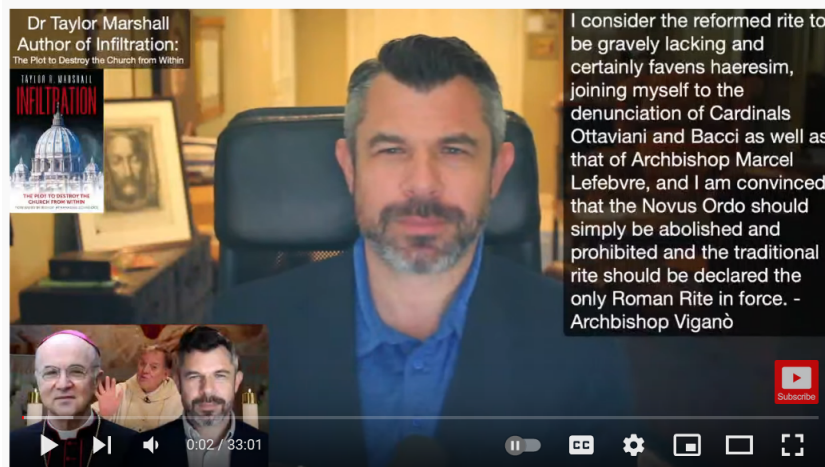 Dr Taylor Marshall
Author of Infiltration:
The Plot to Destroy the Church from Within
TAYLOR R. MARSHALL
INFILTRATION
THE PLOT TO DESTROY THE
CHURCH FROM WITHIN
I consider the reformed rite to
be gravely lacking and
certainly favens haeresim,
joining myself to the
denunciation of Cardinals
Ottaviani and Bacci as well as
that of Archbishop Marcel
Lefebvre, and I am convinced
that the Novus Ordo should
simply be abolished and
prohibited and the traditional
rite should be declared the
only Roman Rite in force. -
Archbishop Viganò
Subscribe
0:02 / 33:01
CC